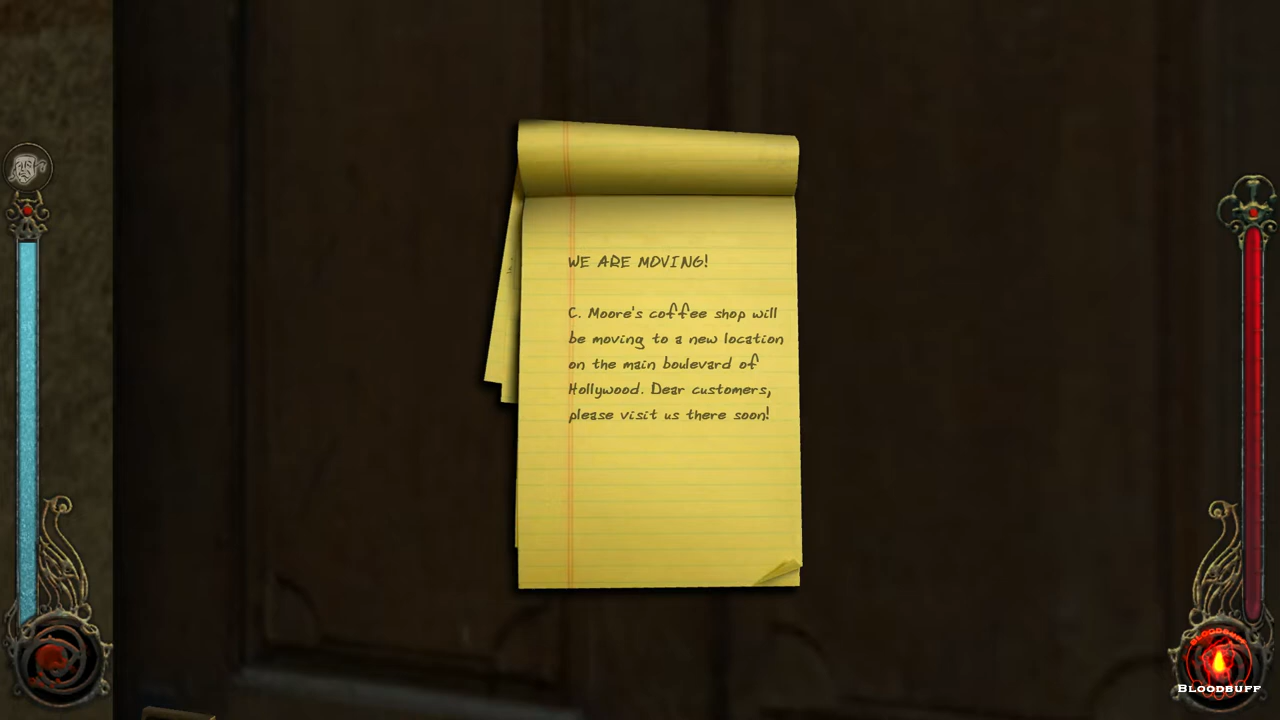 WE ARE MOVING!
C. Moore's coffee shop will
be moving to a new location
on the main boulevard of
Hollywood. Dear customers,
please visit us there soon!
BLOODBUFF
BLOODBUFF